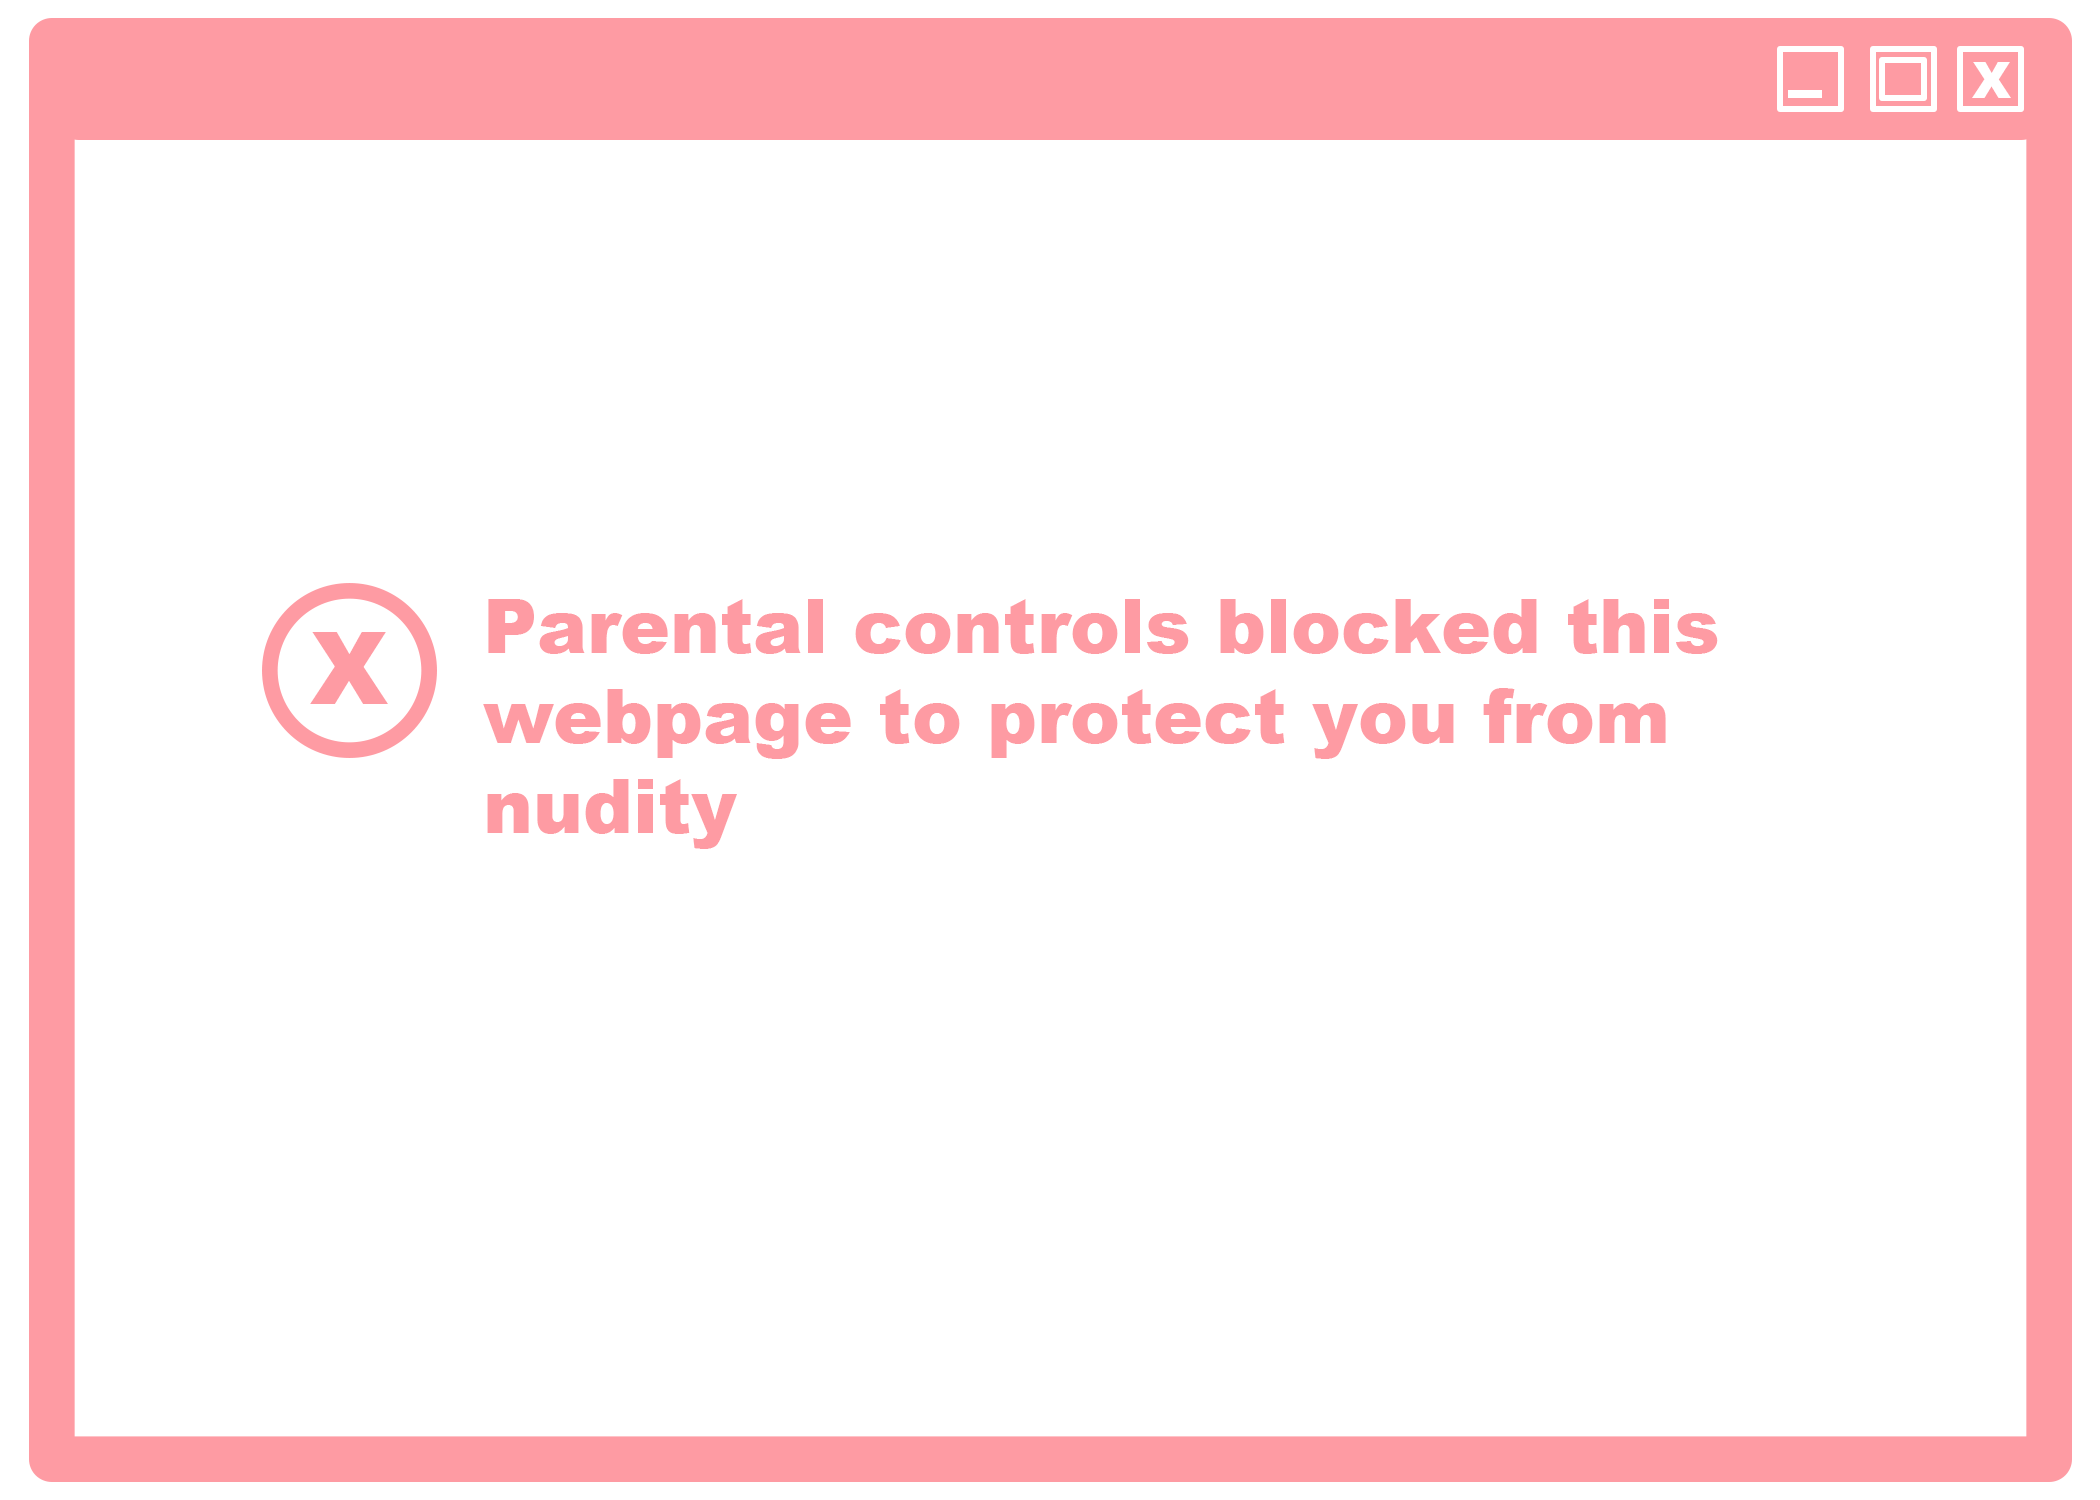 X
X
Parental controls blocked this
webpage to protect you from
nudity